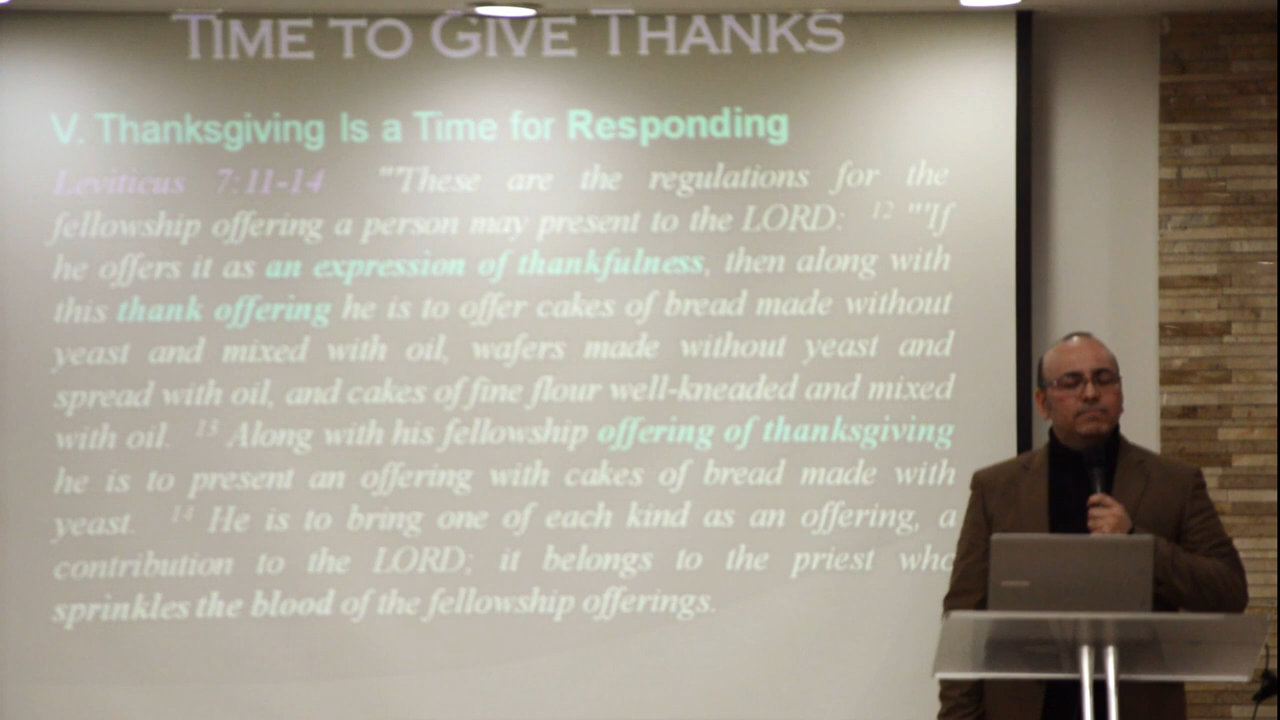 TIME TO GIVE THANKS
V. Thanksgiving Is a Time for Responding
Leviticus 7:11-14 "'These are the regulations for the
fellowship offering a person may present to the LORD: 12 "'If
he offers it as an expression of thankfulness, then along with
this thank offering he is to offer cakes of bread made without
yeast and mixed with oil, wafers made without yeast and
spread with oil, and cakes of fine flour well-kneaded and mixed
with oil. 13 Along with his fellowship offering of thanksgiving
he is to present an offering with cakes of bread made with
yeast. 14 He is to bring one of each kind as an offering, a
contribution to the LORD; it belongs to the priest who
sprinkles the blood of the fellowship offerings.